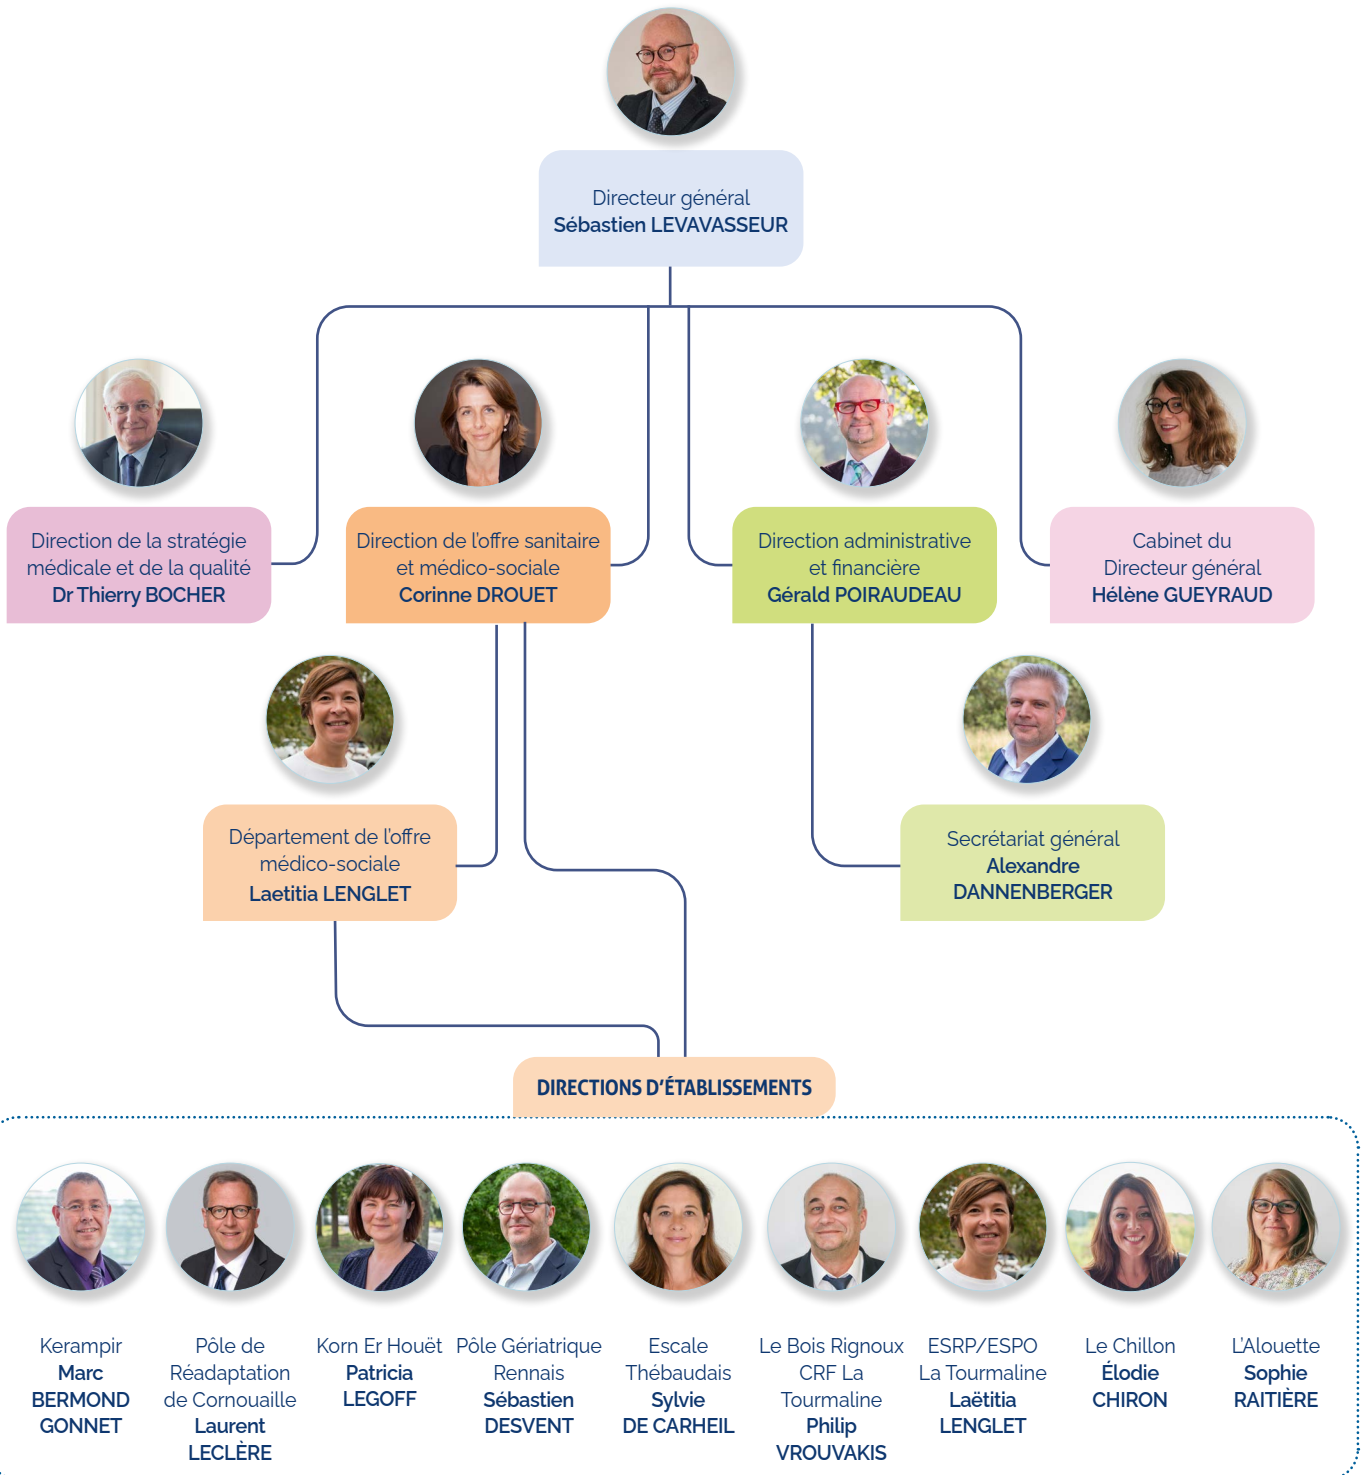 Directeur général
Sébastien LEVAVASSEUR
Direction de la stratégie
médicale et de la qualité
Dr Thierry BOCHER
Direction de l'offre sanitaire
et médico-sociale
Corinne DROUET
Direction administrative
et financière
Gérald POIRAUDEAU
Cabinet du
Directeur général
Hélène GUEYRAUD
Département de l'offre
médico-sociale
Laetitia LENGLET
Secrétariat général
Alexandre
DANNENBERGER
DIRECTIONS D'ÉTABLISSEMENTS
Kerampir
Marc
BERMOND
GONNET
Pôle de
Réadaptation
de Cornouaille
Laurent
LECLÈRE
Korn Er Houët
Patricia
LEGOFF
Pôle Gériatrique
Rennais
Sébastien
DESVENT
Escale
Thébaudais
Sylvie
DE CARHEIL
Le Bois Rignoux
CRF La
Tourmaline
Philip
VROUVAKIS
ESRP/ESPO
La Tourmaline
Laëtitia
LENGLET
Le Chillon
Élodie
CHIRON
L'Alouette
Sophie
RAITIÈRE